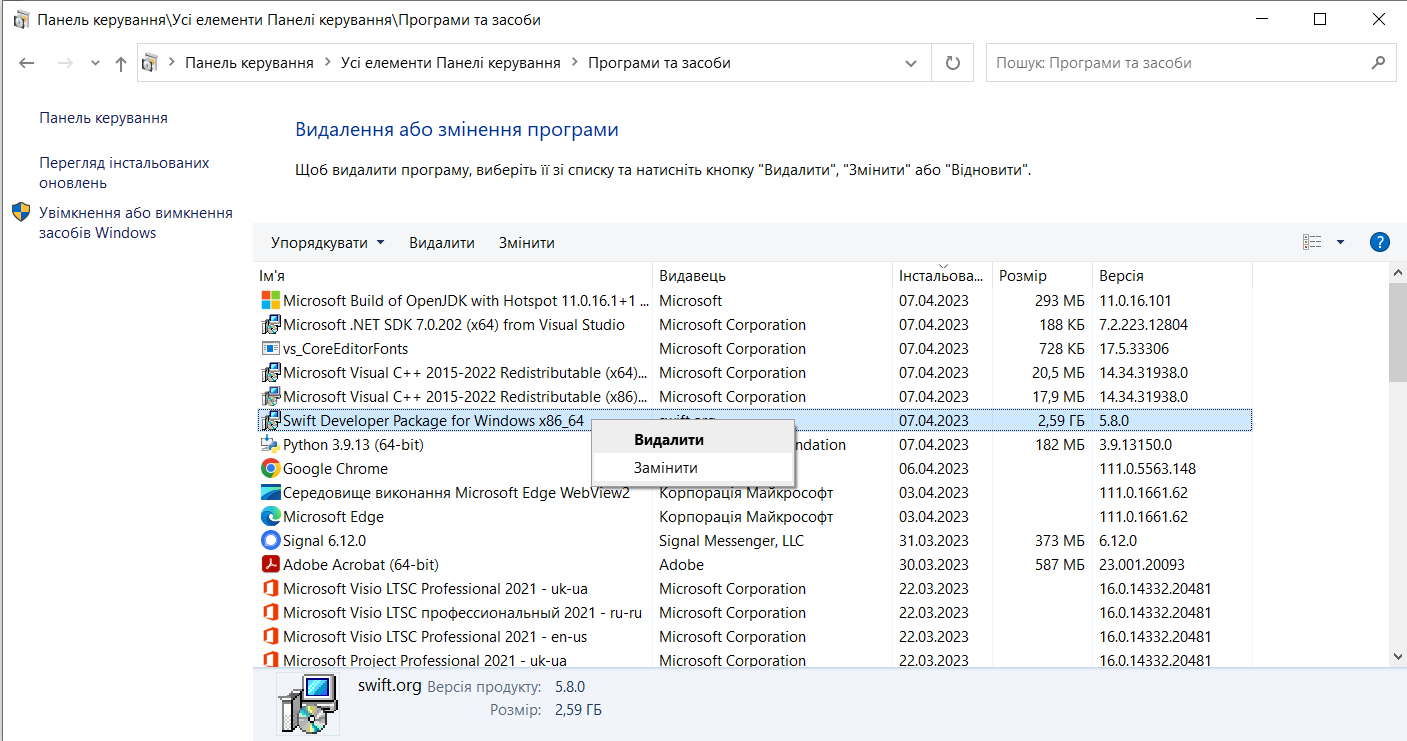 Панель керування\Усі елементи Панелі керування\Програми та засоби
Панель керування Усі елементи Панелі керування Програми та засоби
Пошук: Програми та засоби
Панель керування
Перегляд інстальованих
оновлень
Увімкнення або вимкнення
засобів Windows
Видалення або змінення програми
Щоб видалити програму, виберіть її зі списку та натисніть кнопку "Видалити", "Змінити" або "Відновити".
Упорядкувати Видалити Змінити ?
Ім'я Видавець Інстальова... Розмір Версія
Microsoft Build of OpenJDK with Hotspot 11.0.16.1+1 ... Microsoft 07.04.2023 293 МБ 11.0.16.101
Microsoft .NET SDK 7.0.202 (x64) from Visual Studio Microsoft Corporation 07.04.2023 188 КБ 7.2.223.12804
vs_CoreEditorFonts Microsoft Corporation 07.04.2023 728 КБ 17.5.33306
Microsoft Visual C++ 2015-2022 Redistributable (x64)... Microsoft Corporation 07.04.2023 20,5 МБ 14.34.31938.0
Microsoft Visual C++ 2015-2022 Redistributable (x86)... Microsoft Corporation 07.04.2023 17,9 МБ 14.34.31938.0
Swift Developer Package for Windows x86_64 swift.org 07.04.2023 2,59 ГБ 5.8.0
Видалити
Замінити
Python 3.9.13 (64-bit) ndation 07.04.2023 182 МБ 3.9.13150.0
Google Chrome 06.04.2023 111.0.5563.148
Середовище виконання Microsoft Edge WebView2 Корпорація Майкрософт 03.04.2023 111.0.1661.62
Microsoft Edge Корпорація Майкрософт 03.04.2023 111.0.1661.62
Signal 6.12.0 Signal Messenger, LLC 31.03.2023 373 МБ 6.12.0
Adobe Acrobat (64-bit) Adobe 30.03.2023 587 МБ 23.001.20093
Microsoft Visio LTSC Professional 2021 - uk-ua Microsoft Corporation 22.03.2023 16.0.14332.20481
Microsoft Visio LTSC профессиональный 2021 - ru-ru Microsoft Corporation 22.03.2023 16.0.14332.20481
Microsoft Visio LTSC Professional 2021 - en-us Microsoft Corporation 22.03.2023 16.0.14332.20481
Microsoft Project Professional 2021 - uk-ua Microsoft Corporation 22.03.2023 16.0.14332.20481
swift.org Версія продукту: 5.8.0
Розмір: 2,59 ГБ